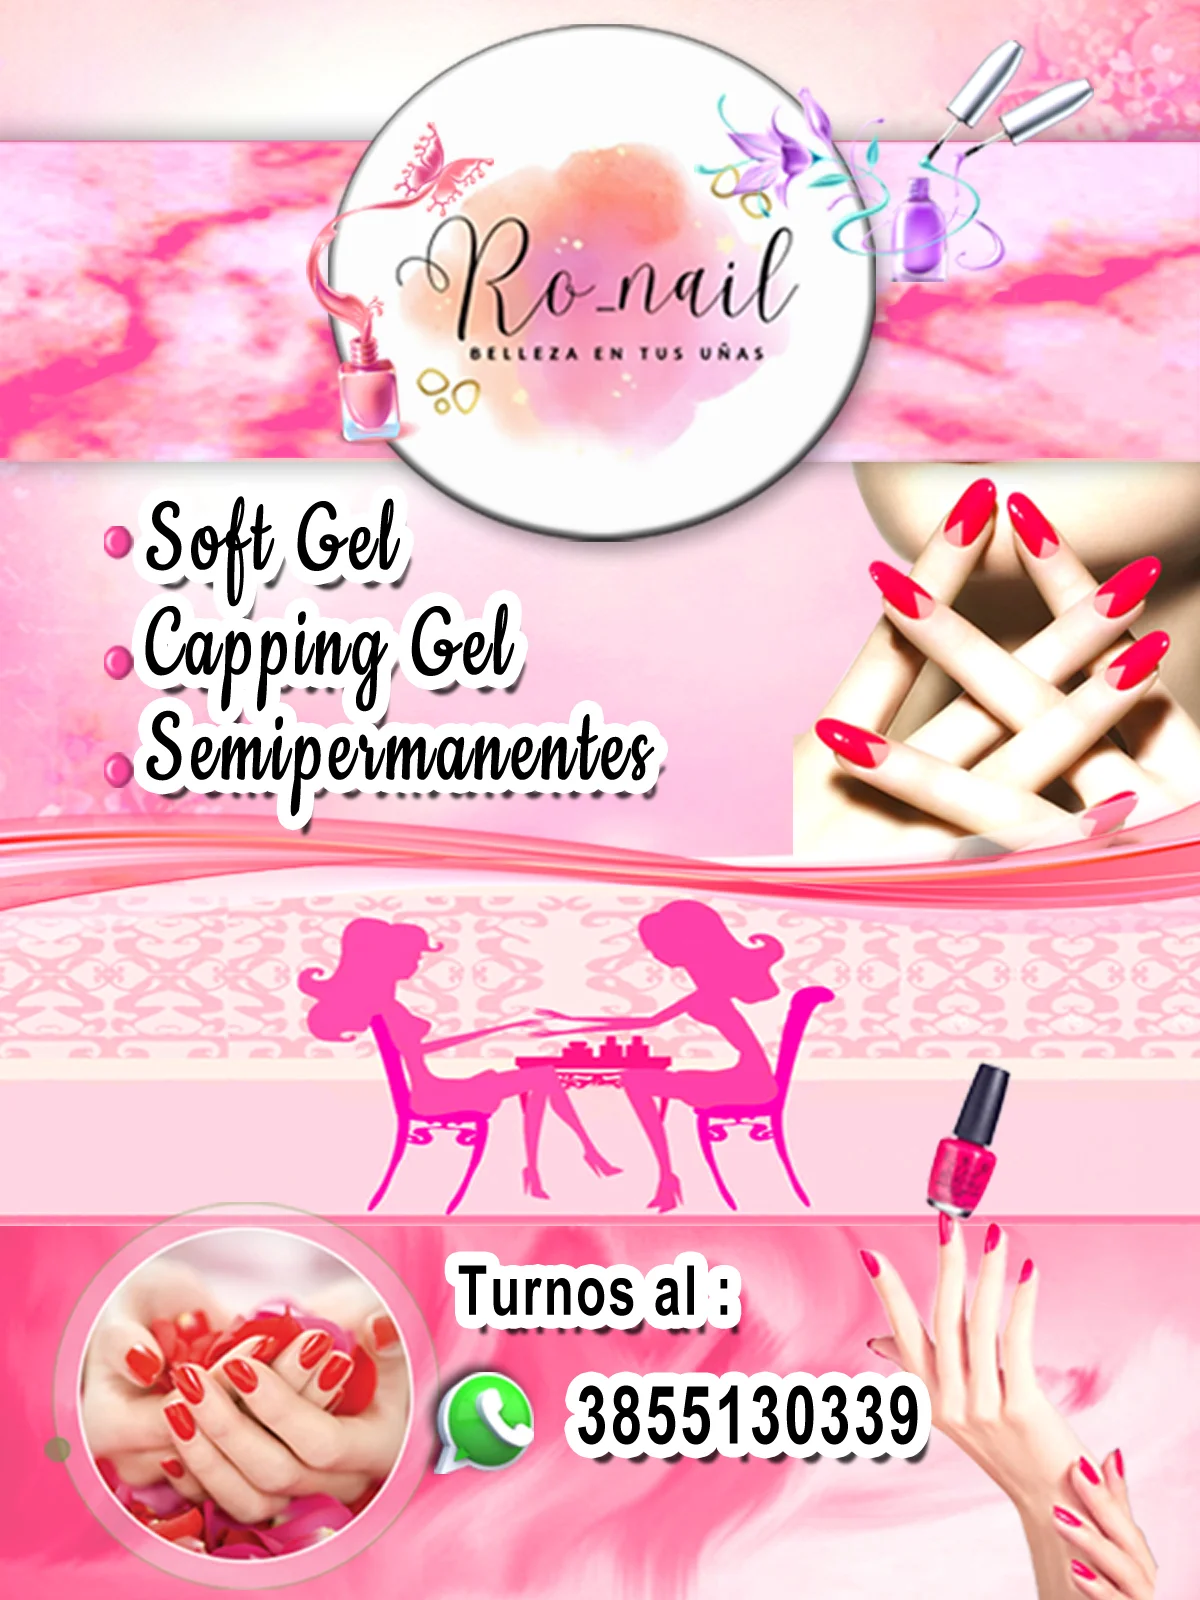 Ro_nail
BELLEZA EN TUS UÑAS
Soft Gel
Capping Gel
Semipermanentes
Turnos al :
3855130339